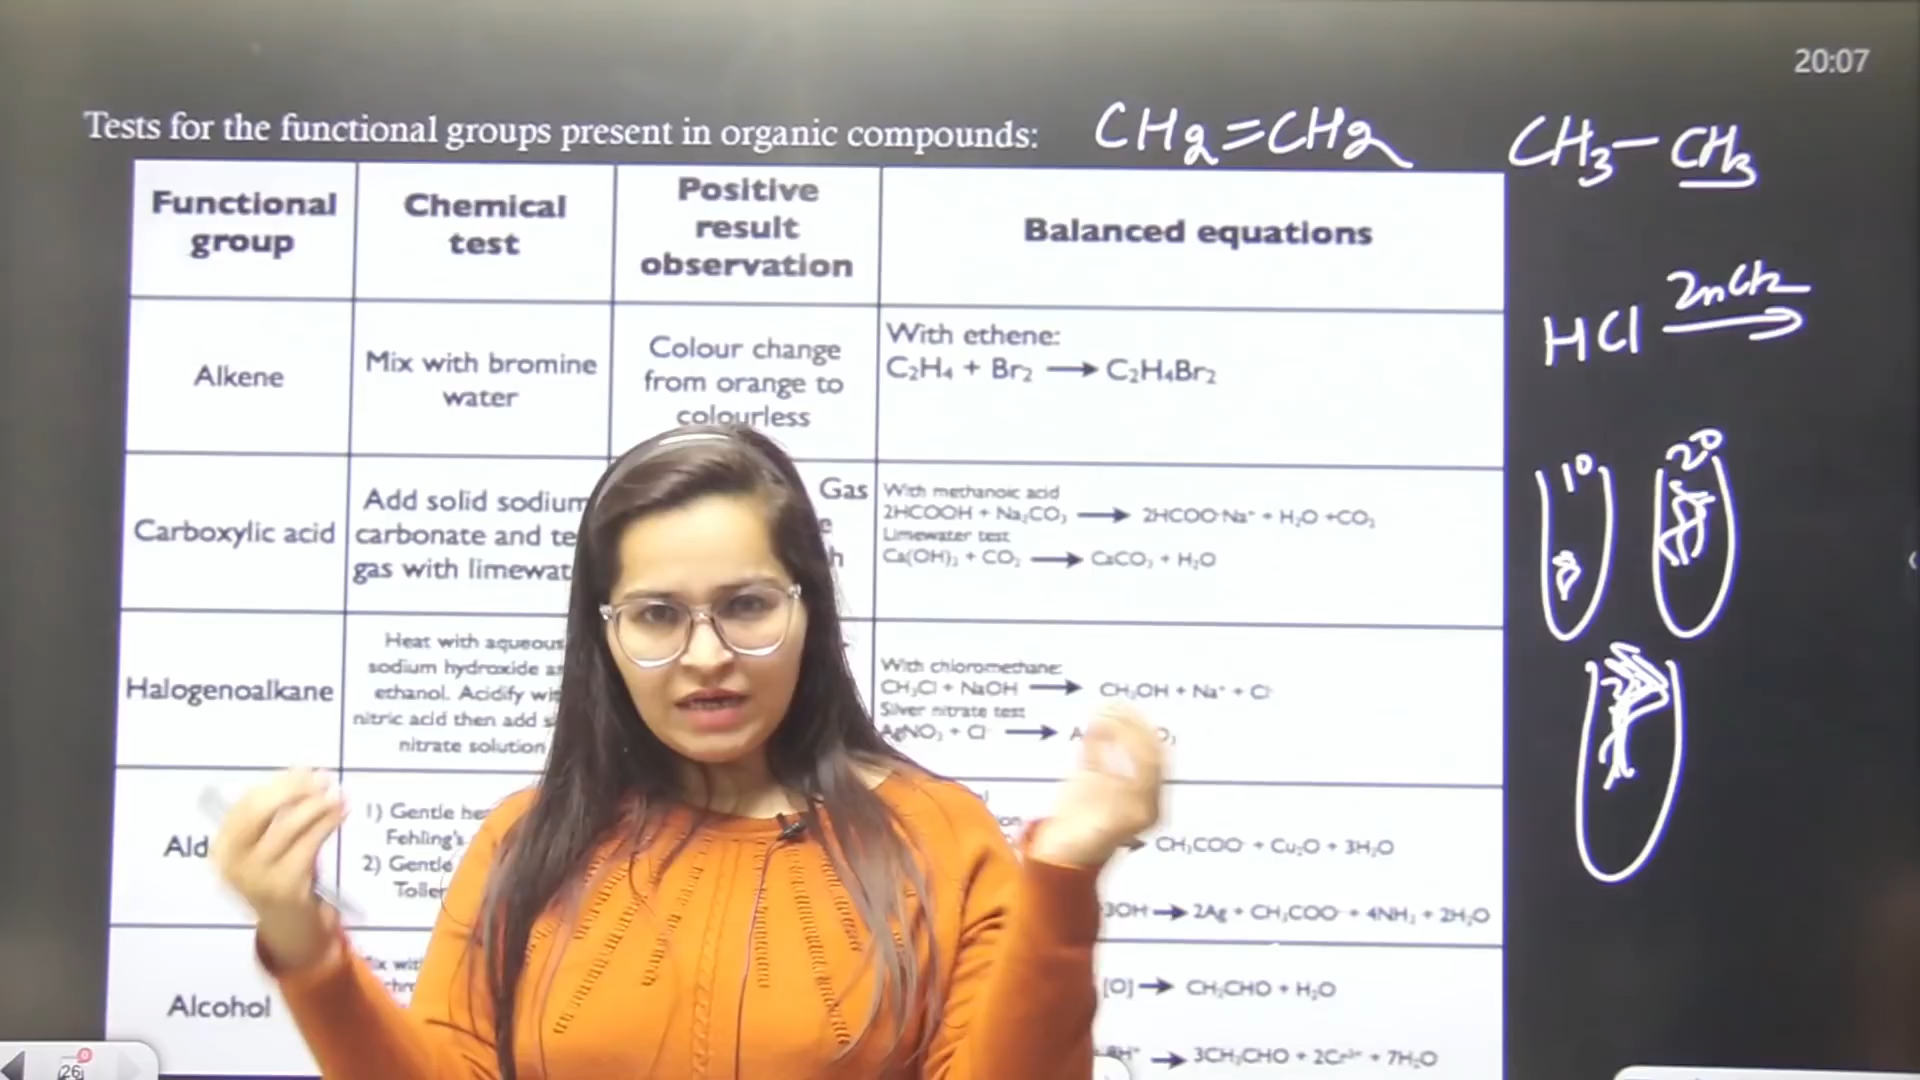 20:07
Tests for the functional groups present in organic compounds:
CH2=CH2
CH3-CH3
Functional group
Chemical test
Positive result observation
Balanced equations
Alkene
Mix with bromine water
Colour change from orange to colourless
With ethene:
C₂H₄ + Br₂ → C₂H₄Br₂
HCl ZnCl2 →
1°
2°
Carboxylic acid
Add solid sodium
carbonate and te
gas with limewat
Gas
With methanoic acid
2HCOOH + Na₂CO₃ → 2HCOO⁻Na⁺ + H₂O +CO₂
Limewater test
Ca(OH)₂ + CO₂ → CaCO₃ + H₂O
Halogenoalkane
Heat with aqueous
sodium hydroxide
ethanol. Acidify
nitric acid then add
nitrate solution
With chloromethane:
CH₃Cl + NaOH → CH₃OH + Na⁺ + Cl⁻
Silver nitrate test
AgNO₃ + Cl⁻ →
Ald
1) Gentle he
Fehling's
2) Gentle
Toller
→ CH₃COO⁻ + Cu₂O + 3H₂O
3OH → 2Ag + CH₃COO⁻ + 4NH₃ + 2H₂O
Alcohol
[O] → CH₃CHO + H₂O
8H⁺ → 3CH₃CHO + 2Cr³⁺ + 7H₂O
26